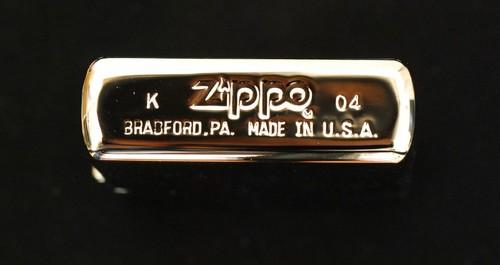 K Zippo 04
BRADFORD, PA. MADE IN U.S.A.